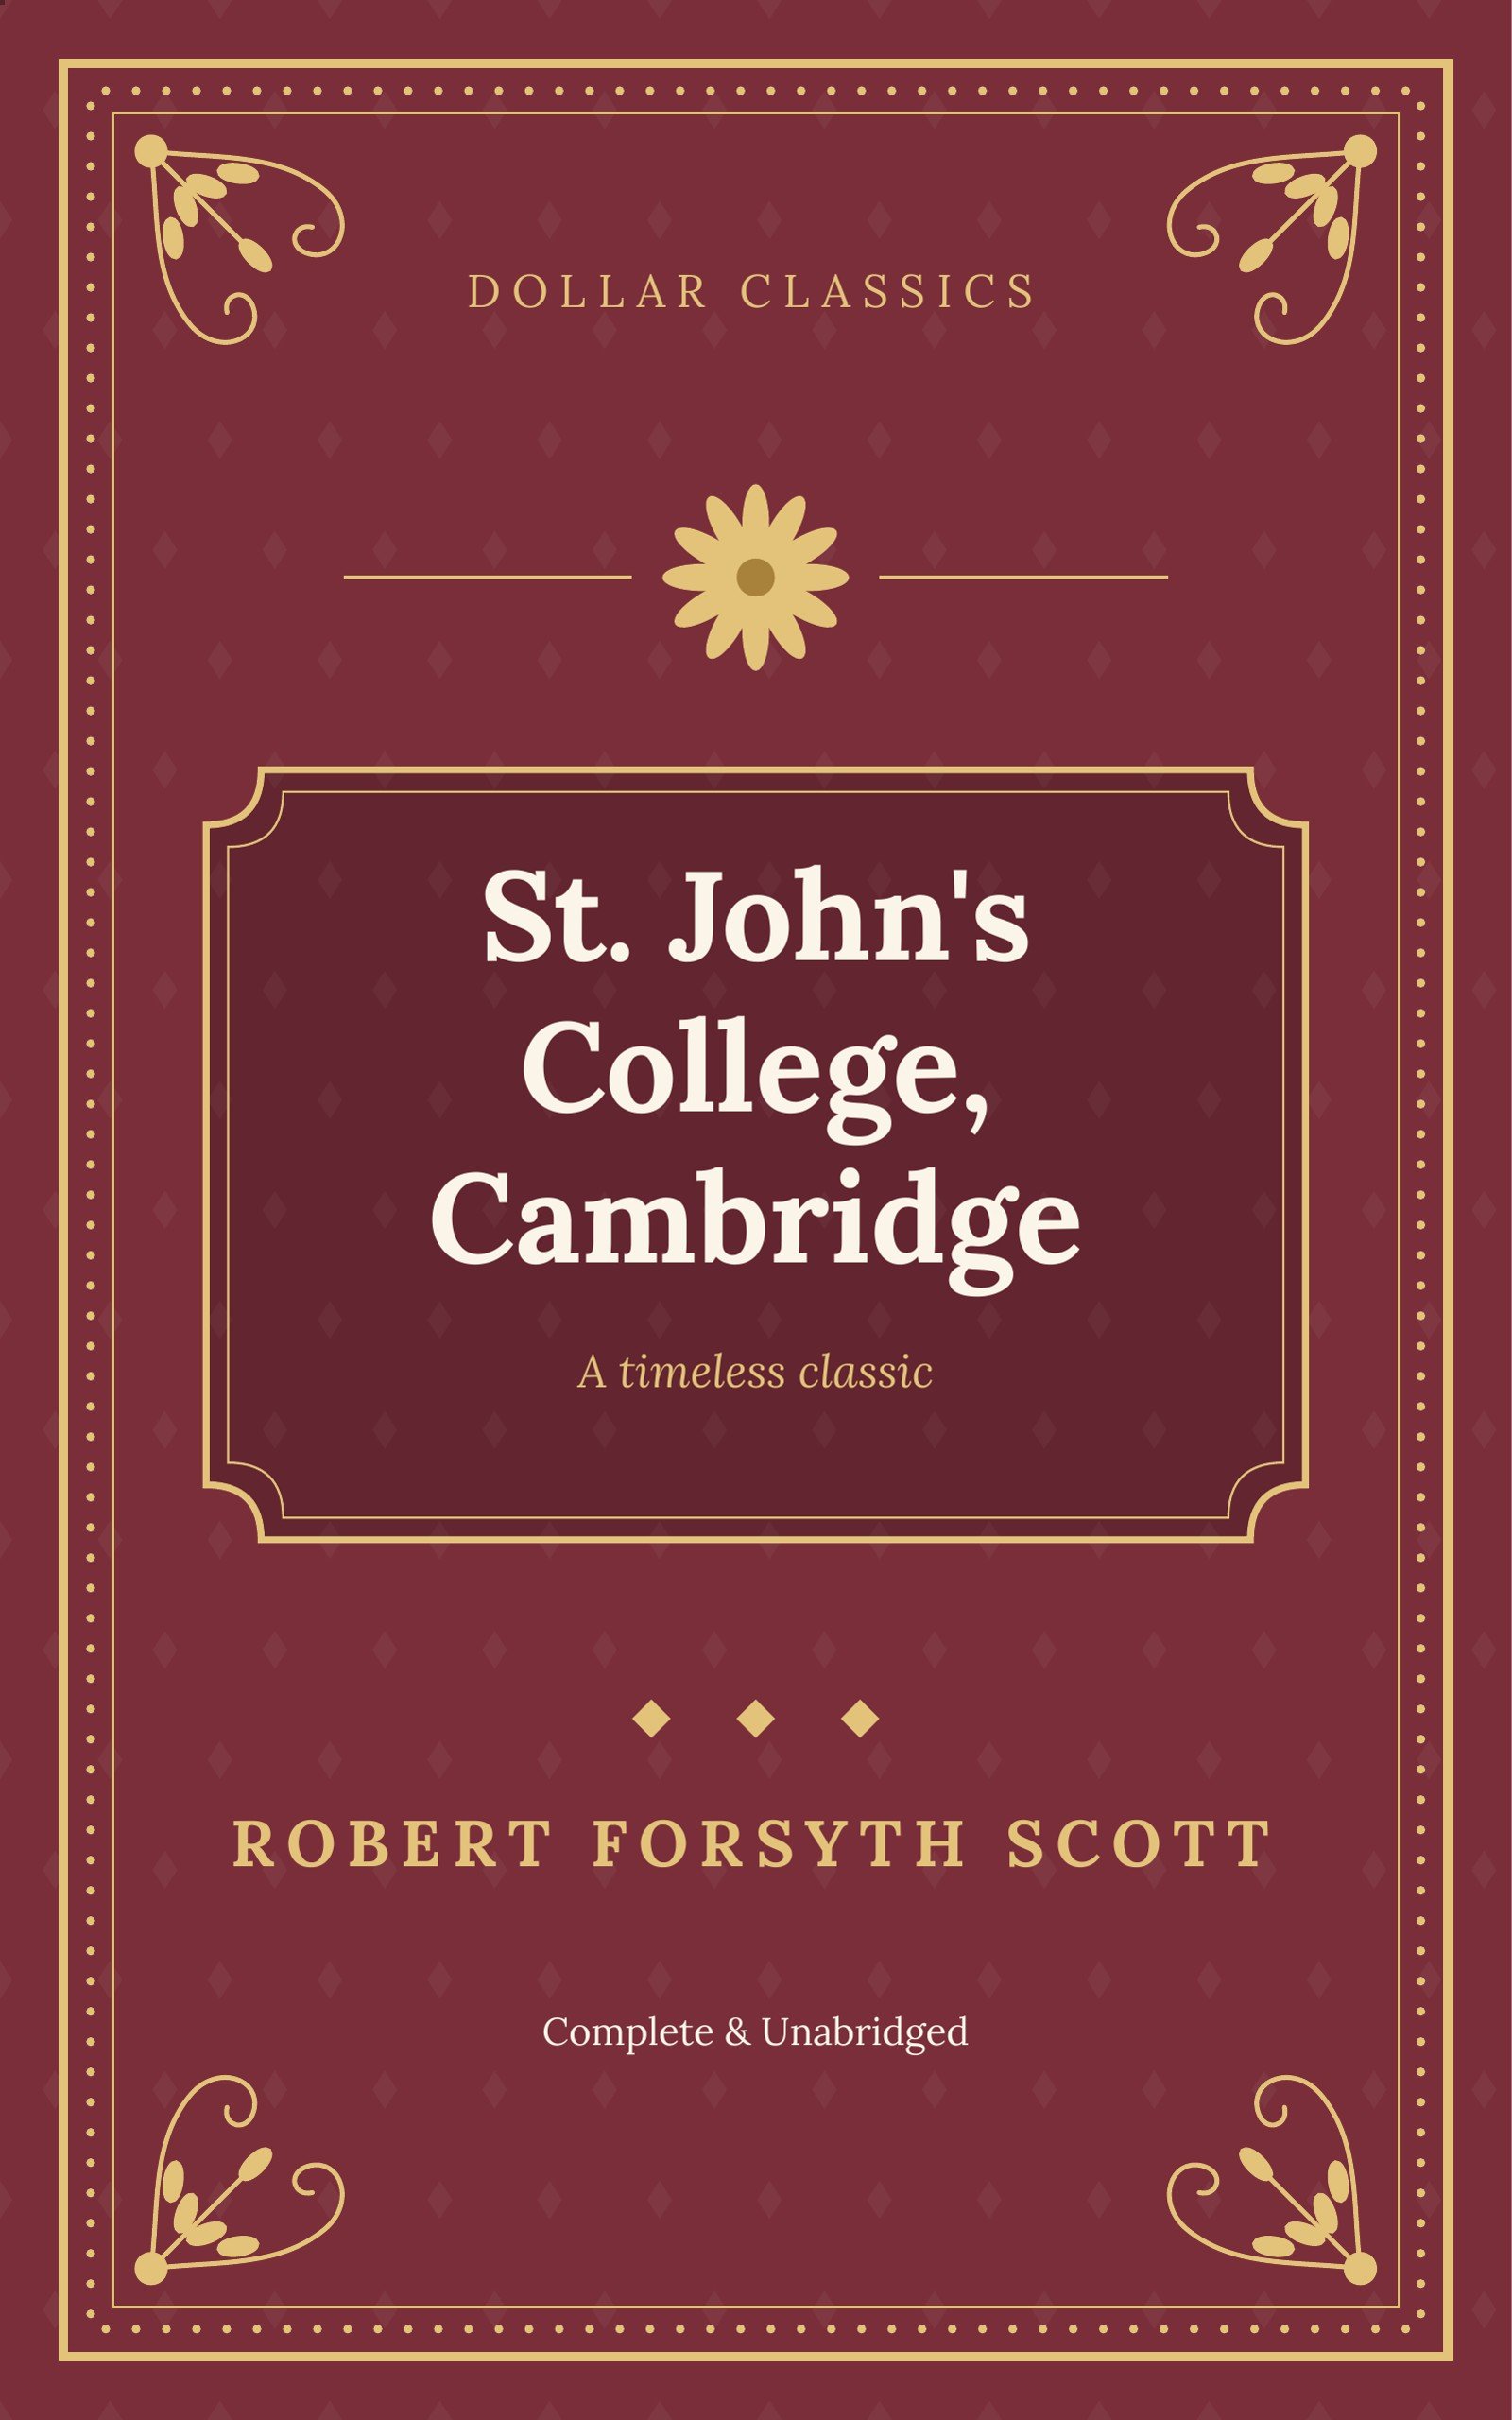 DOLLAR CLASSICS
St. John's
College,
Cambridge
A timeless classic
ROBERT FORSYTH SCOTT
Complete & Unabridged